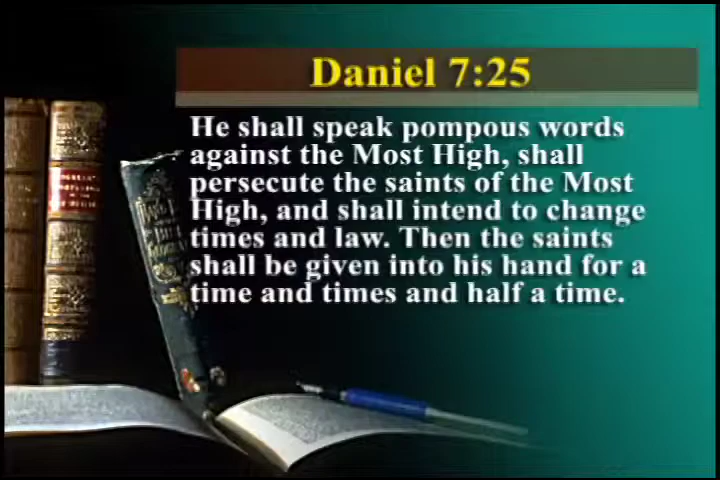 Daniel 7:25
He shall speak pompous words
against the Most High, shall
persecute the saints of the Most
High, and shall intend to change
times and law. Then the saints
shall be given into his hand for a
time and times and half a time.